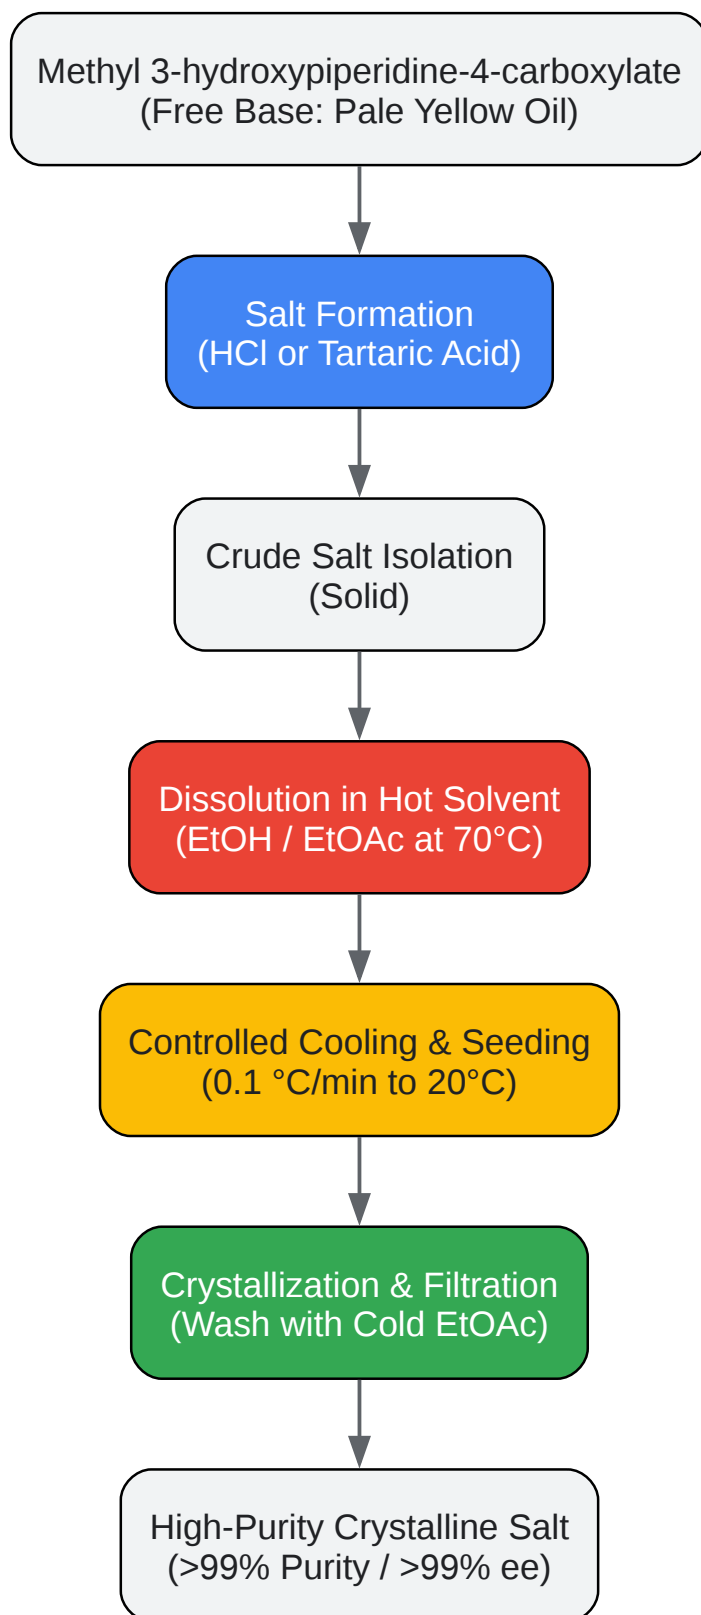 Methyl 3-hydroxypiperidine-4-carboxylate
(Free Base: Pale Yellow Oil)
Salt Formation
(HCl or Tartaric Acid)
Crude Salt Isolation
(Solid)
Dissolution in Hot Solvent
(EtOH / EtOAc at 70°C)
Controlled Cooling & Seeding
(0.1 °C/min to 20°C)
Crystallization & Filtration
(Wash with Cold EtOAc)
High-Purity Crystalline Salt
(>99% Purity / >99% ee)